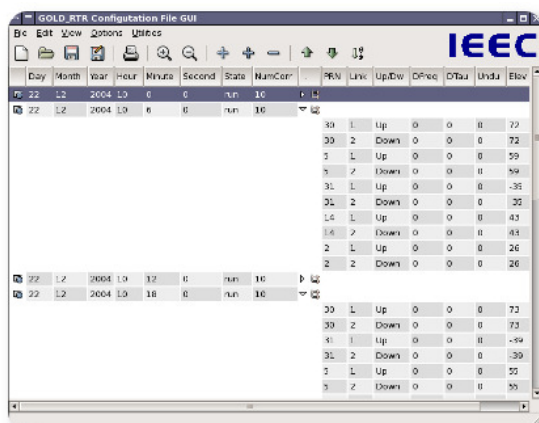 GOLD_RTR Configutation File GUI
File Edit View Options Utilities
IEEC
Day Month Year Hour Minute Second State NumCorr .. PRN Link Up/Dw DFreq DTau Undu Elev
22 12 2004 10 0 0 run 10
22 12 2004 10 6 0 run 10
30 1 Up 0 0 0 72
30 2 Down 0 0 0 72
5 1 Up 0 0 0 59
5 2 Down 0 0 0 59
31 1 Up 0 0 0 -35
31 2 Down 0 0 0 35
14 1 Up 0 0 0 43
14 2 Down 0 0 0 43
2 1 Up 0 0 0 26
2 2 Down 0 0 0 26
22 12 2004 10 12 0 run 10
22 12 2004 10 18 0 run 10
30 1 Up 0 0 0 73
30 2 Down 0 0 0 73
31 1 Up 0 0 0 -39
31 2 Down 0 0 0 -39
5 1 Up 0 0 0 55
5 2 Down 0 0 0 55